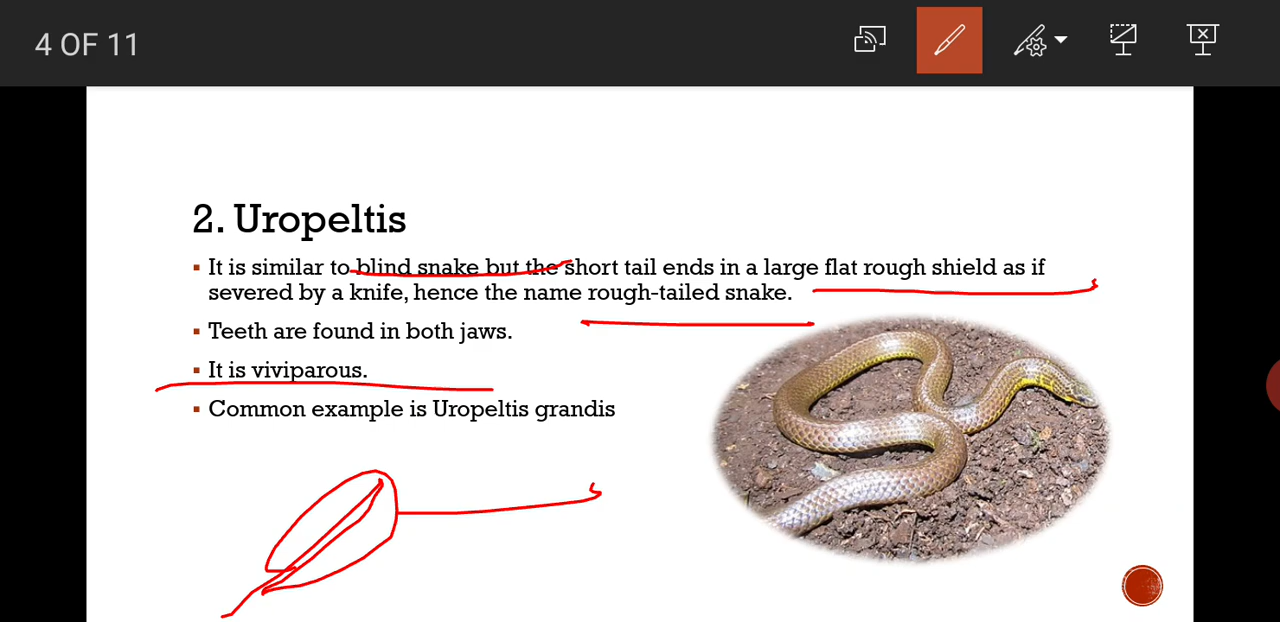 4 OF 11
2. Uropeltis
▪ It is similar to blind snake but the short tail ends in a large flat rough shield as if
severed by a knife, hence the name rough-tailed snake.
▪ Teeth are found in both jaws.
▪ It is viviparous.
▪ Common example is Uropeltis grandis